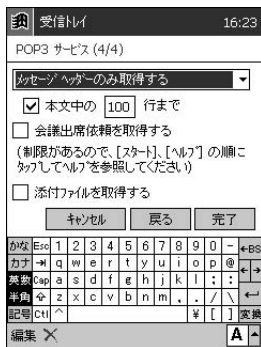 受信ﾄﾚｲ 16:23
POP3 ｻｰﾋﾞｽ (4/4)
ﾒｯｾｰｼﾞ ﾍｯﾀﾞｰのみ取得する
本文中の 100 行まで
会議出席依頼を取得する
(制限があるので、[ｽﾀｰﾄ]、[ﾍﾙﾌﾟ] の順に
ﾀｯﾌﾟしてﾍﾙﾌﾟを参照してください)
添付ﾌｧｲﾙを取得する
ｷｬﾝｾﾙ 戻る 完了
かな Esc 1 2 3 4 5 6 7 8 9 0 - ←BS
カナ q w e r t y u i o p @ ← →
英数 Cap a s d f g h j k l ; :
半角 z x c v b n m , . / \
記号 Ctl ^ ¥ [ ] 変換
編集 A